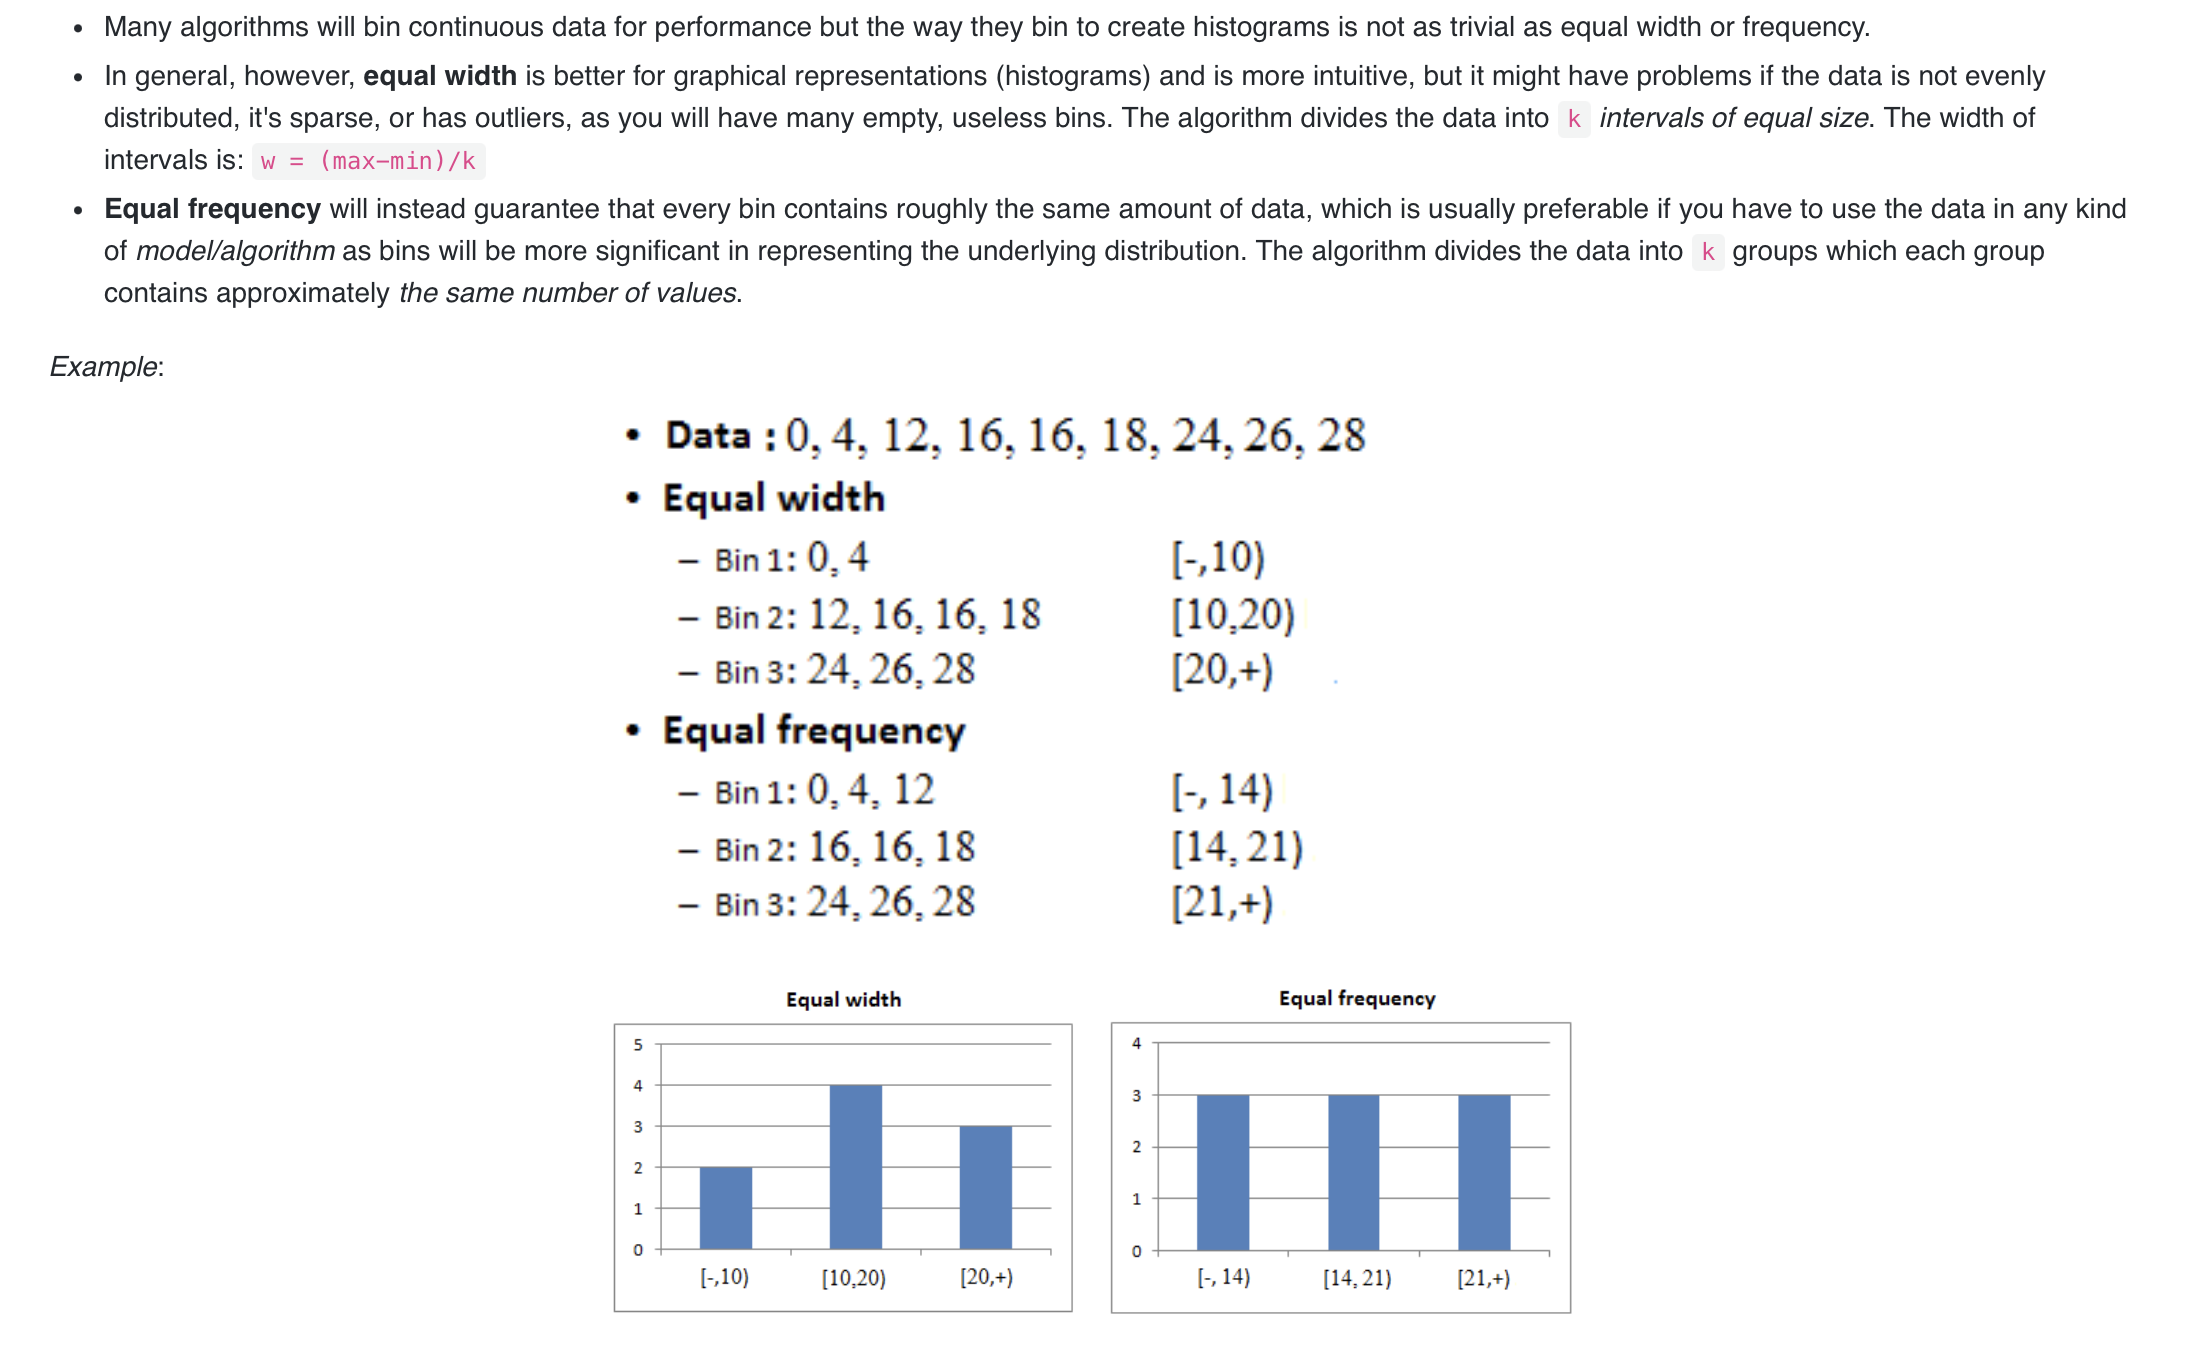 • Many algorithms will bin continuous data for performance but the way they bin to create histograms is not as trivial as equal width or frequency.
• In general, however, equal width is better for graphical representations (histograms) and is more intuitive, but it might have problems if the data is not evenly
distributed, it's sparse, or has outliers, as you will have many empty, useless bins. The algorithm divides the data into k intervals of equal size. The width of
intervals is: w = (max-min)/k
• Equal frequency will instead guarantee that every bin contains roughly the same amount of data, which is usually preferable if you have to use the data in any kind
of model/algorithm as bins will be more significant in representing the underlying distribution. The algorithm divides the data into k groups which each group
contains approximately the same number of values.
Example:
• Data : 0, 4, 12, 16, 16, 18, 24, 26, 28
• Equal width
– Bin 1: 0, 4 [-,10)
– Bin 2: 12, 16, 16, 18 [10,20)
– Bin 3: 24, 26, 28 [20,+)
• Equal frequency
– Bin 1: 0, 4, 12 [-, 14)
– Bin 2: 16, 16, 18 [14, 21)
– Bin 3: 24, 26, 28 [21,+)
Equal width
5
4
3
2
1
0
[-,10) [10,20) [20,+)
Equal frequency
4
3
2
1
0
[-, 14) [14, 21) [21,+)